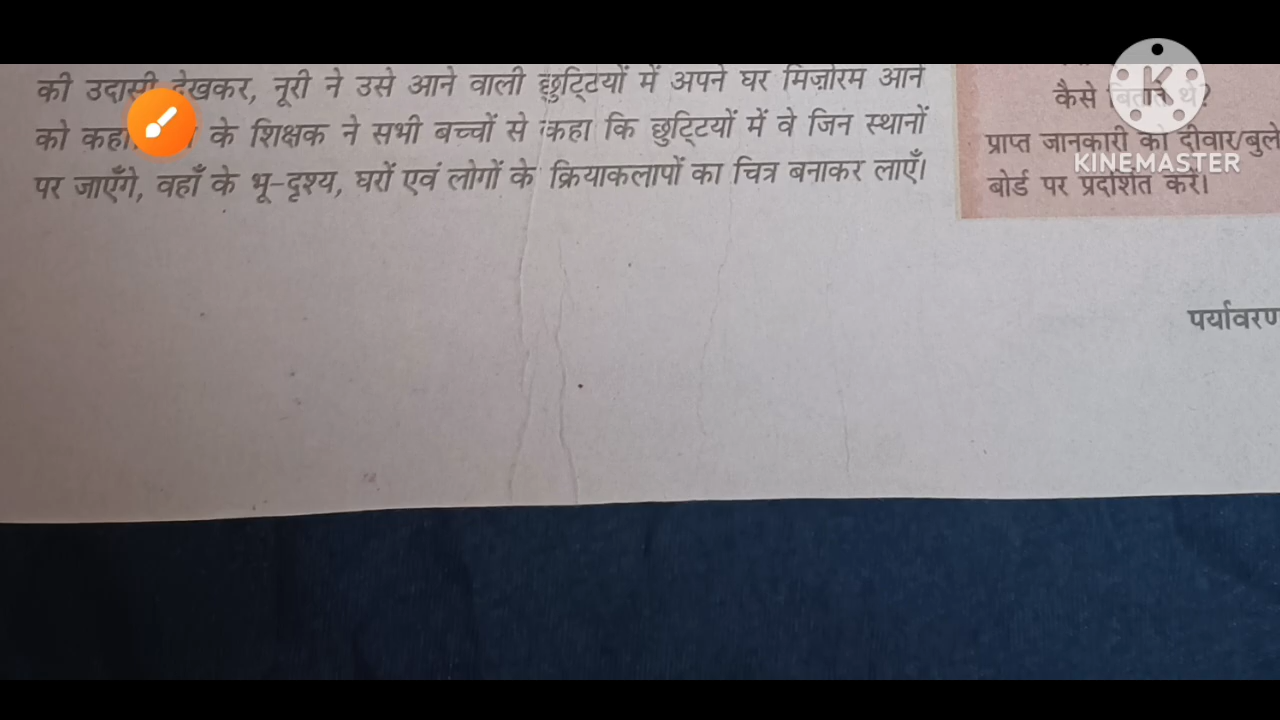 की उदासी देखकर, नूरी ने उसे आने वाली छुट्टियों में अपने घर मिज़ोरम आने
को कहा। के शिक्षक ने सभी बच्चों से कहा कि छुट्टियों में वे जिन स्थानों
पर जाएँगे, वहाँ के भू-दृश्य, घरों एवं लोगों के क्रियाकलापों का चित्र बनाकर लाएँ।
कैसे बिताते थे?
प्राप्त जानकारी को दीवार/बुले
बोर्ड पर प्रदर्शित करें।
पर्यावरण
KINEMASTER